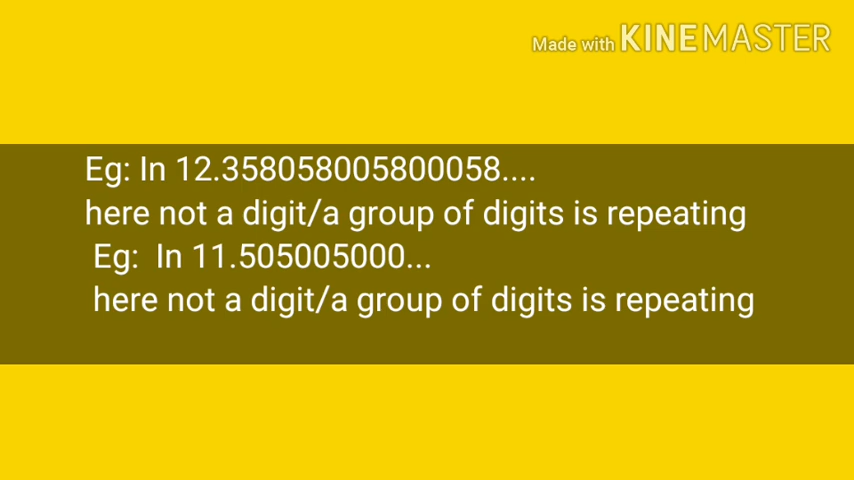 Made with KINEMASTER
Eg: In 12.358058005800058....
here not a digit/a group of digits is repeating
Eg: In 11.505005000...
here not a digit/a group of digits is repeating